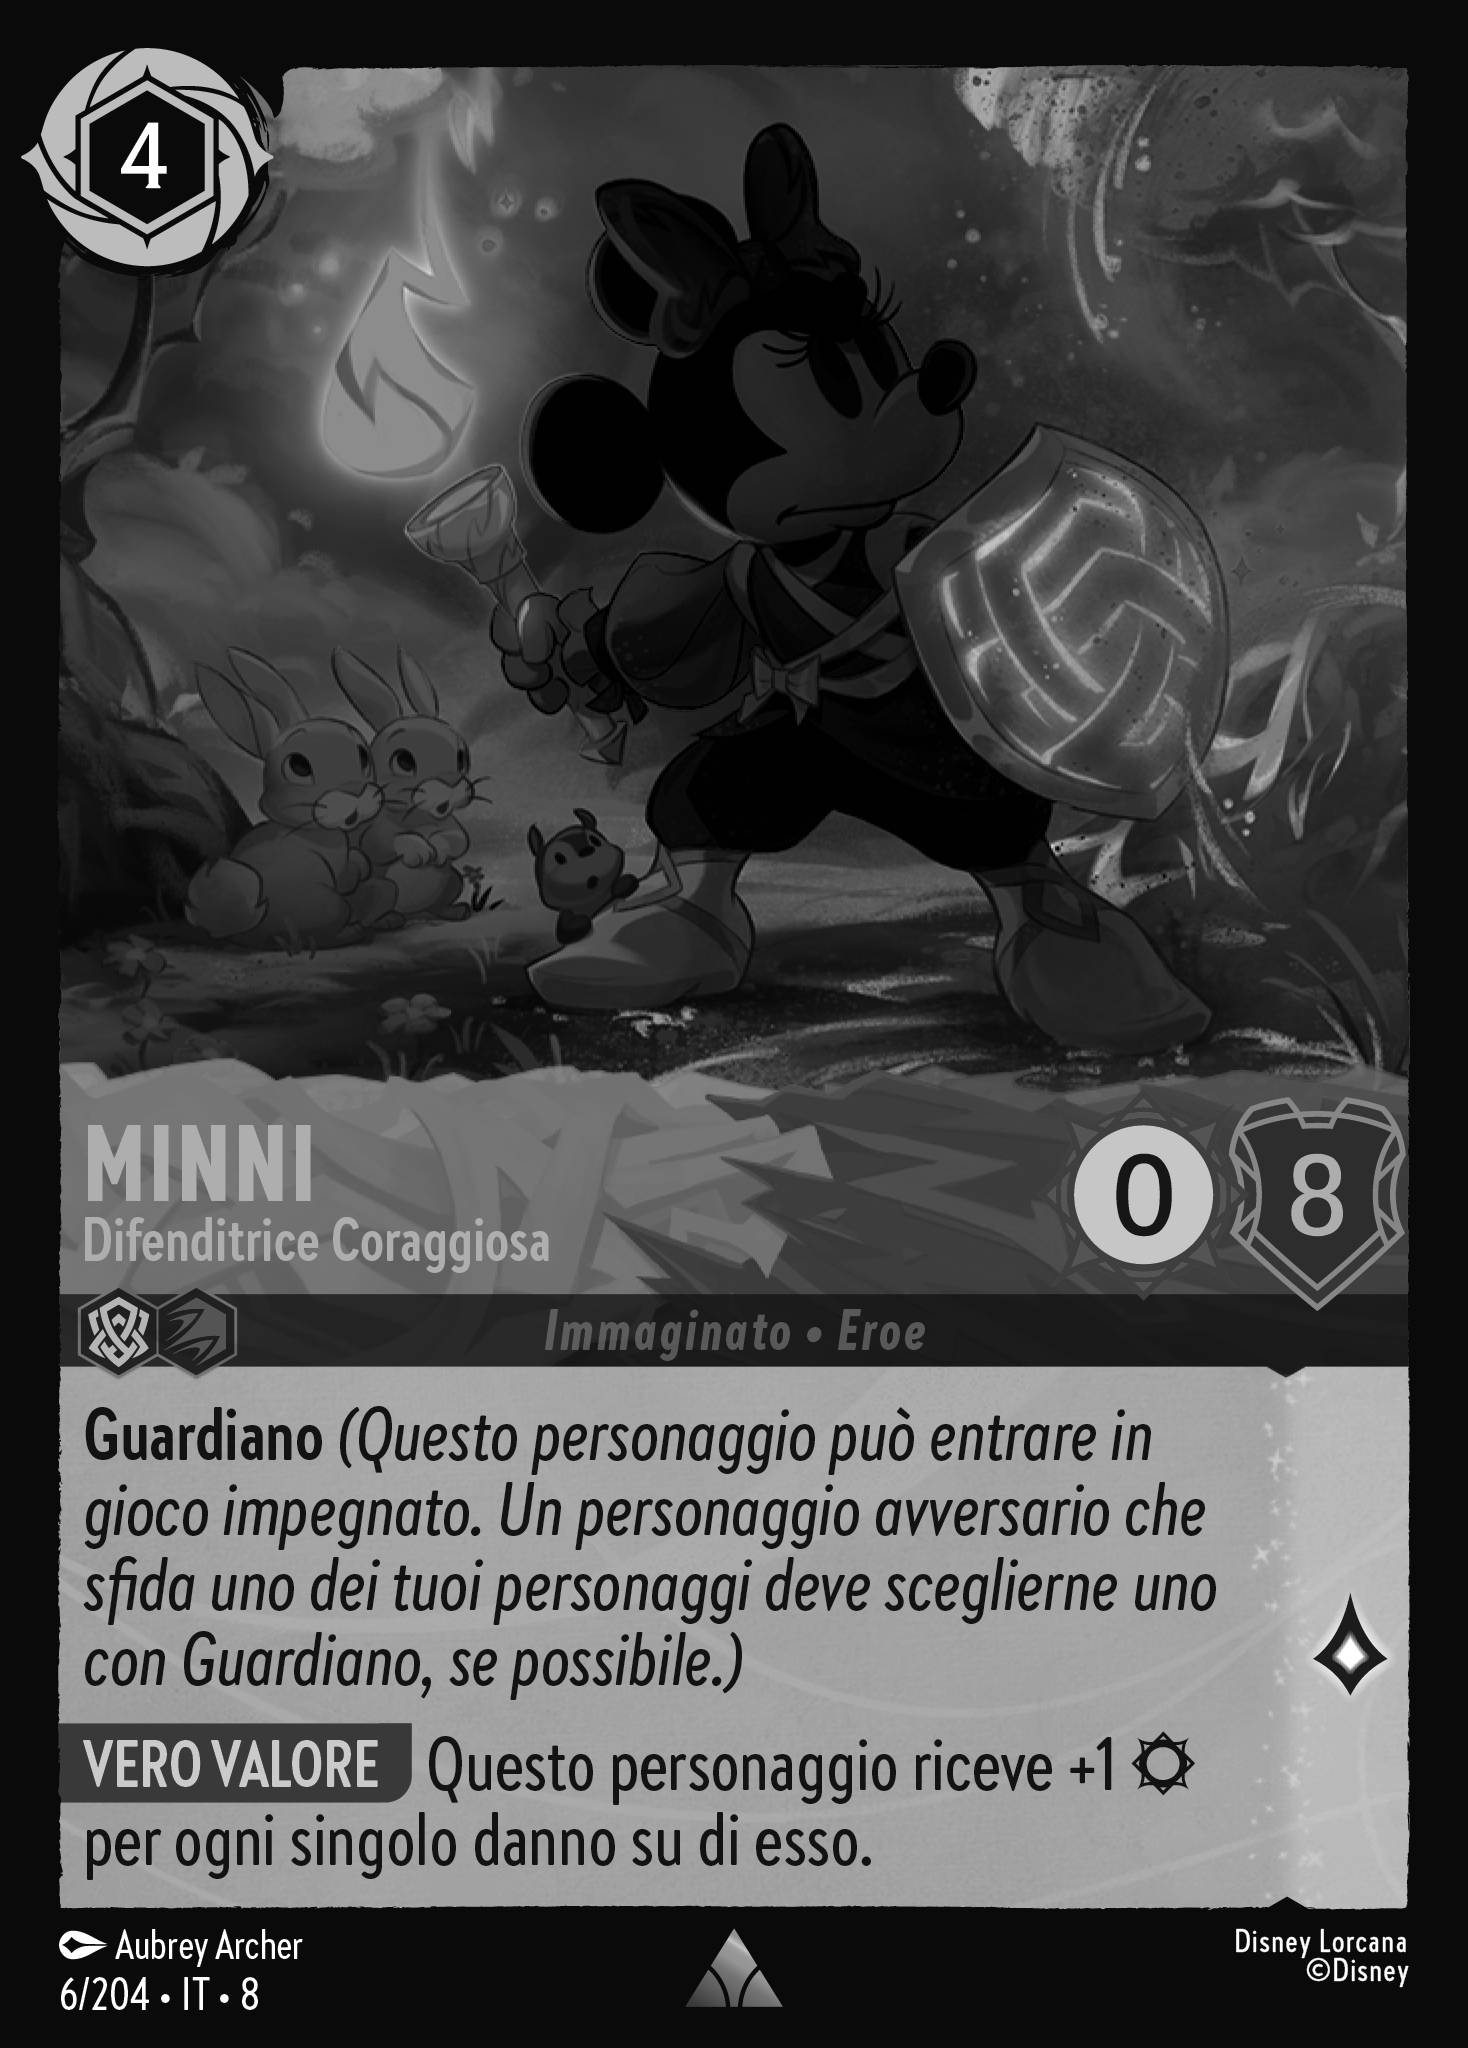 4
MINNI
Difenditrice Coraggiosa
0
8
Immaginato • Eroe
Guardiano (Questo personaggio può entrare in
gioco impegnato. Un personaggio avversario che
sfida uno dei tuoi personaggi deve sceglierne uno
con Guardiano, se possibile.)
VERO VALORE Questo personaggio riceve +1
per ogni singolo danno su di esso.
Aubrey Archer
6/204 • IT • 8
Disney Lorcana
©Disney